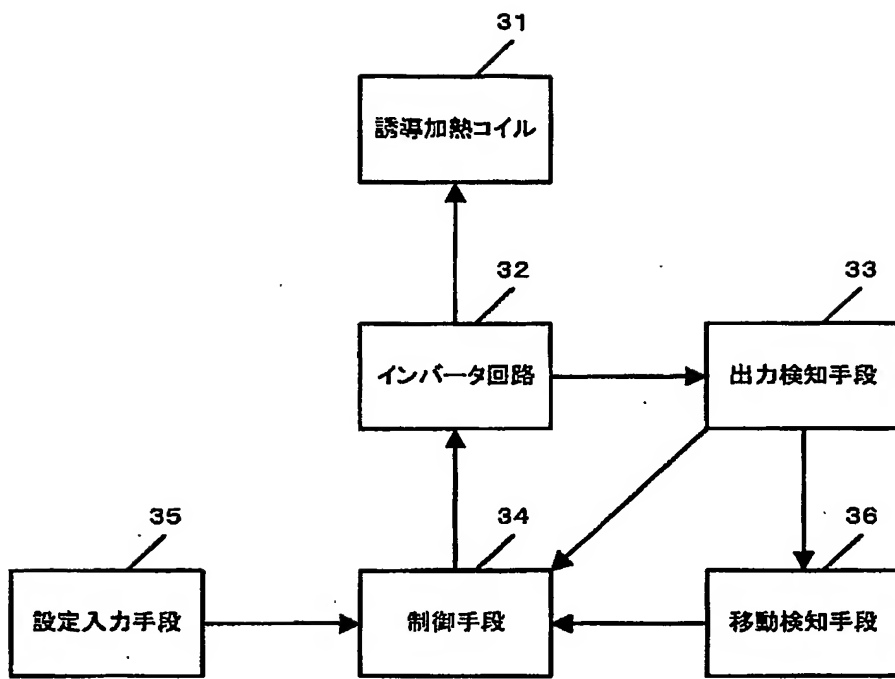 31
誘導加熱コイル
32
インバータ回路
33
出力検知手段
35
設定入力手段
34
制御手段
36
移動検知手段